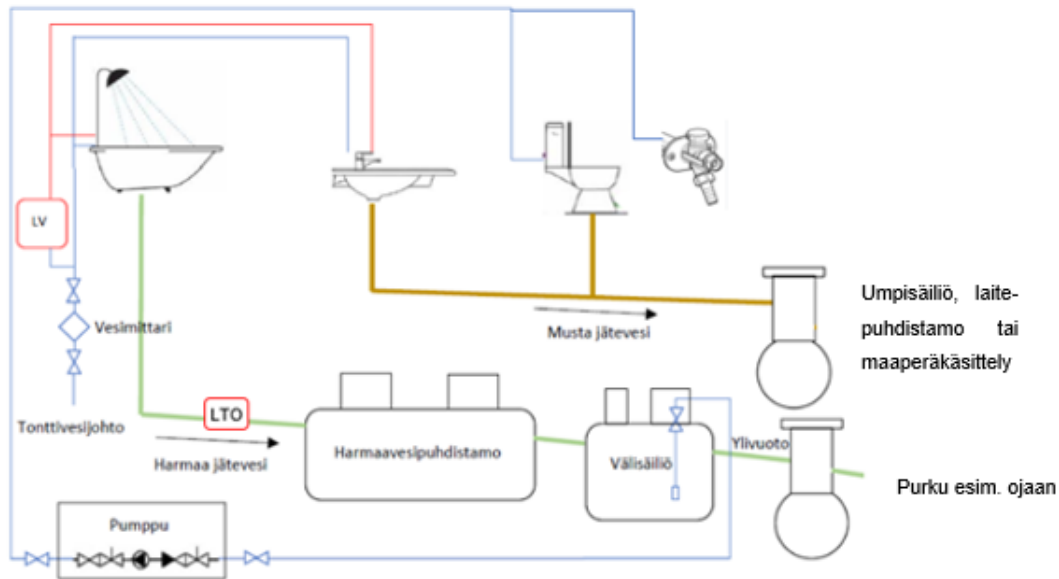 LV
Vesimittari
Tonttivesijohto
LTO
Harmaa jätevesi
Harmaavesipuhdistamo
Musta jätevesi
Umpisäiliö, laite-
puhdistamo tai
maaperäkäsittely
Välisäiliö
Ylivuoto
Purku esim. ojaan
Pumppu